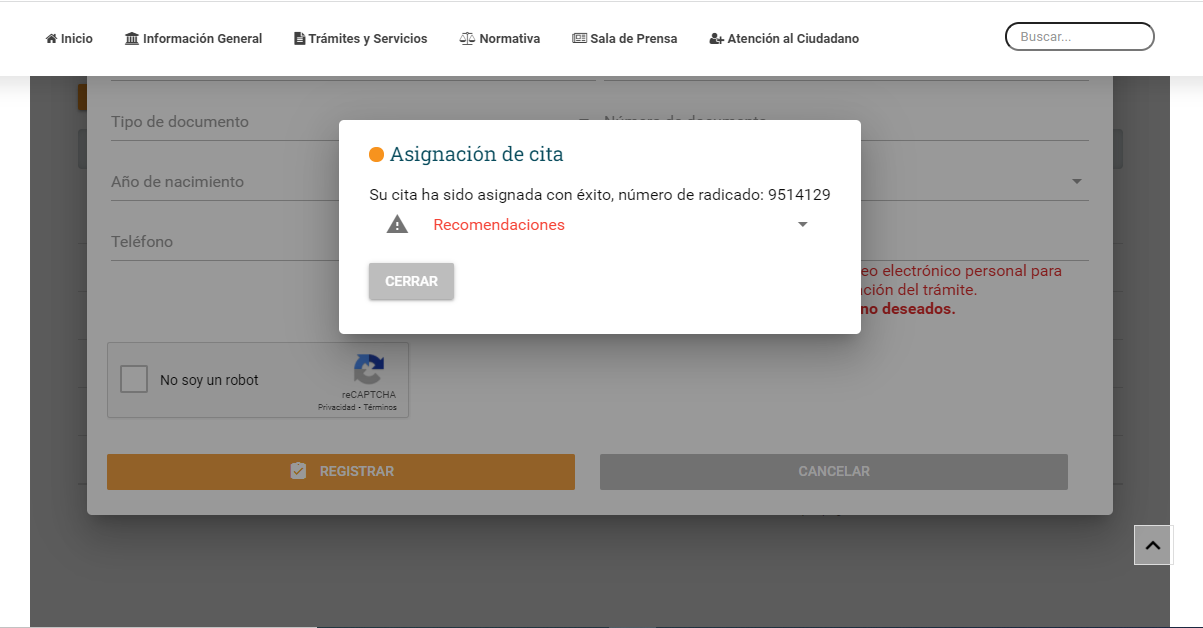 Inicio
Información General
Trámites y Servicios
Normativa
Sala de Prensa
Atención al Ciudadano
Buscar...
Tipo de documento
Número de documento
Asignación de cita
Su cita ha sido asignada con éxito, número de radicado: 9514129
Recomendaciones
CERRAR
Año de nacimiento
Teléfono
eo electrónico personal para
ción del trámite.
no deseados.
No soy un robot
reCAPTCHA
Privacidad - Términos
REGISTRAR
CANCELAR